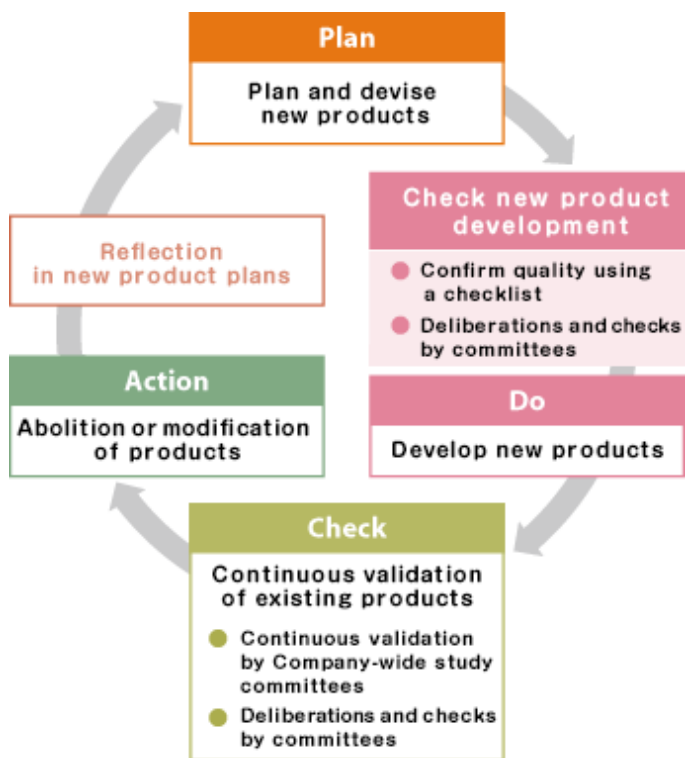 Plan
Plan and devise
new products
Check new product
development
Confirm quality using
a checklist
Deliberations and checks
by committees
Do
Develop new products
Check
Continuous validation
of existing products
Continuous validation
by Company-wide study
committees
Deliberations and checks
by committees
Action
Abolition or modification
of products
Reflection
in new product plans